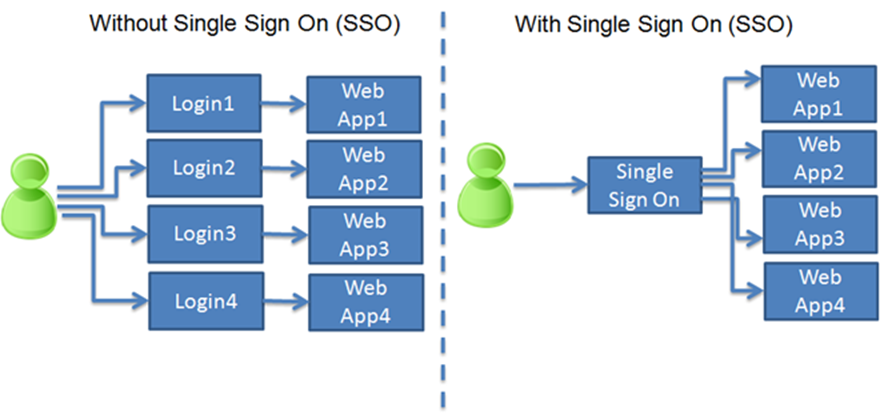 Without Single Sign On (SSO)
Login1
Web
App1
Login2
Web
App2
Login3
Web
App3
Login4
Web
App4
With Single Sign On (SSO)
Single
Sign On
Web
App1
Web
App2
Web
App3
Web
App4